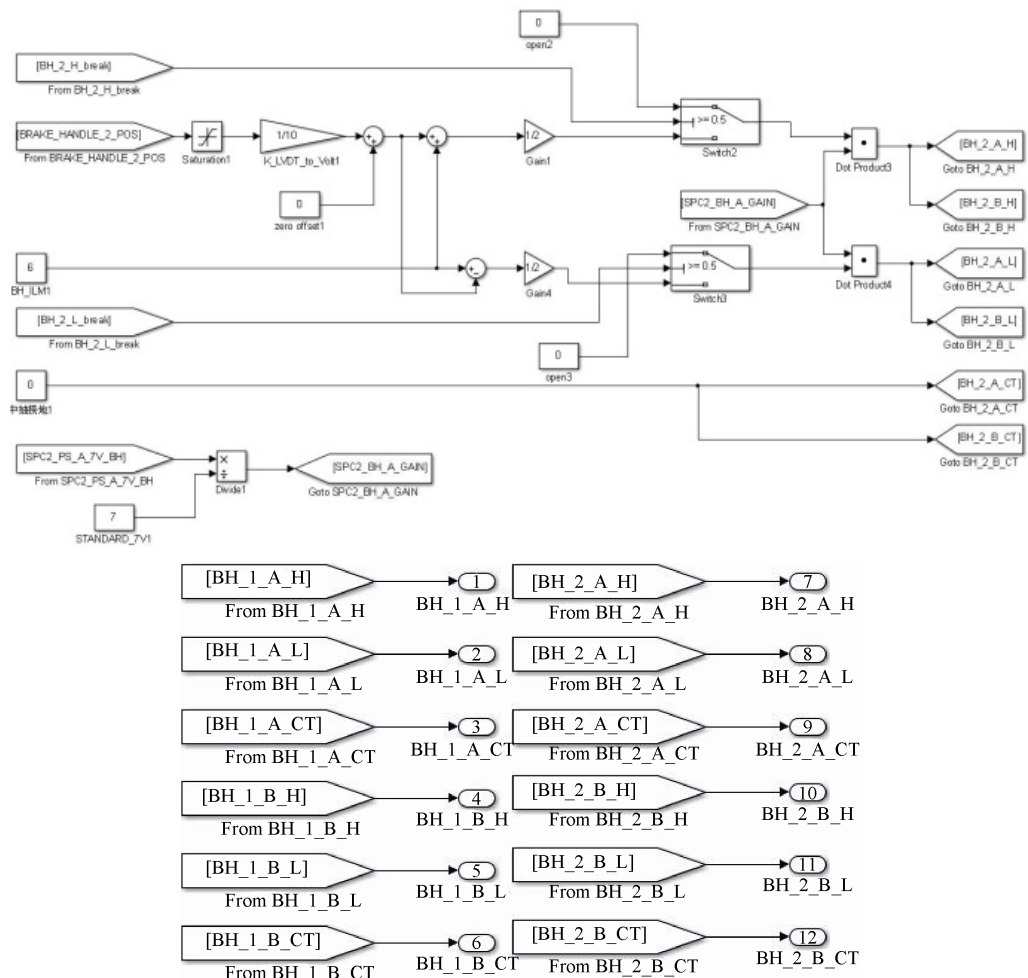 0
open2
[BH_2_H_break]
From BH_2_H_break
[BRAKE_HANDLE_2_POS]
From BRAKE_HANDLE_2_POS
Saturation1
1/10
K_LVDT_to_Volt1
0
zero offset1
1/2
Gain1
>= 0.5
Switch2
Dot Product3
[BH_2_A_H]
Goto BH_2_A_H
[BH_2_B_H]
Goto BH_2_B_H
[SPC2_BH_A_GAIN]
From SPC2_BH_A_GAIN
6
BH_ILM1
1/2
Gain4
>= 0.5
Switch3
Dot Product4
[BH_2_A_L]
Goto BH_2_A_L
[BH_2_B_L]
Goto BH_2_B_L
[BH_2_L_break]
From BH_2_L_break
0
open3
0
中抽接地1
[BH_2_A_CT]
Goto BH_2_A_CT
[BH_2_B_CT]
Goto BH_2_B_CT
[SPC2_PS_A_7V_BH]
From SPC2_PS_A_7V_BH
×
÷
Divide1
[SPC2_BH_A_GAIN]
Goto SPC2_BH_A_GAIN
7
STANDARD_7V1
[BH_1_A_H]
From BH_1_A_H
1
BH_1_A_H
[BH_2_A_H]
From BH_2_A_H
7
BH_2_A_H
[BH_1_A_L]
From BH_1_A_L
2
BH_1_A_L
[BH_2_A_L]
From BH_2_A_L
8
BH_2_A_L
[BH_1_A_CT]
From BH_1_A_CT
3
BH_1_A_CT
[BH_2_A_CT]
From BH_2_A_CT
9
BH_2_A_CT
[BH_1_B_H]
From BH_1_B_H
4
BH_1_B_H
[BH_2_B_H]
From BH_2_B_H
10
BH_2_B_H
[BH_1_B_L]
From BH_1_B_L
5
BH_1_B_L
[BH_2_B_L]
From BH_2_B_L
11
BH_2_B_L
[BH_1_B_CT]
From BH_1_B_CT
6
BH_1_B_CT
[BH_2_B_CT]
From BH_2_B_CT
12
BH_2_B_CT